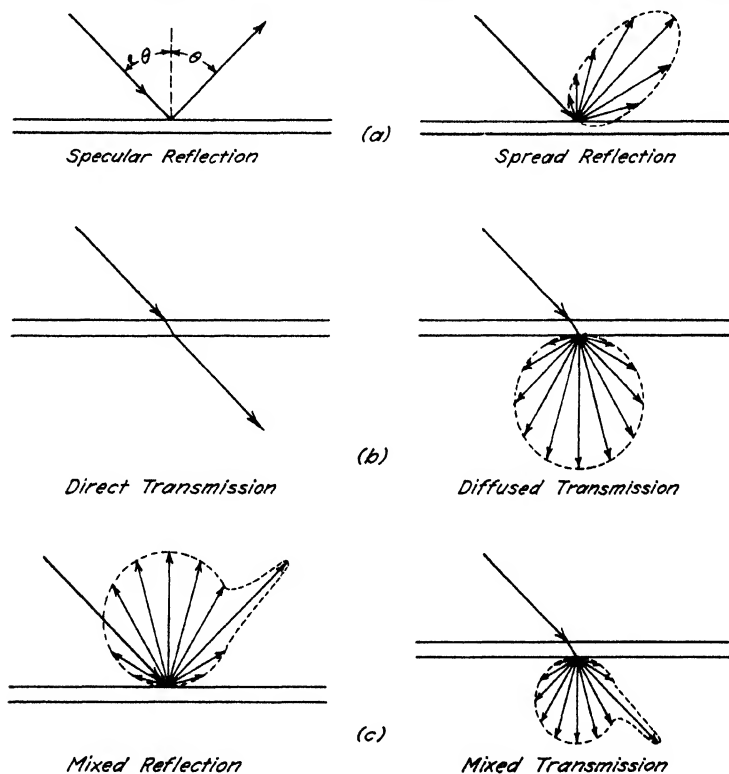 θ θ
(a)
Specular Reflection Spread Reflection
(b)
Direct Transmission Diffused Transmission
(c)
Mixed Reflection Mixed Transmission